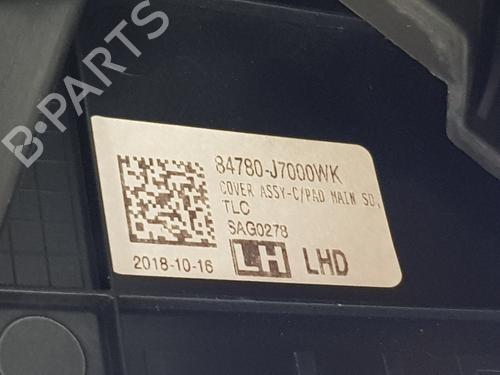 B-PARTS
84780-J7000WK
COVER ASSY-C/PAD MAIN SD,
TLC
SAG0278
2018-10-16 LH LHD